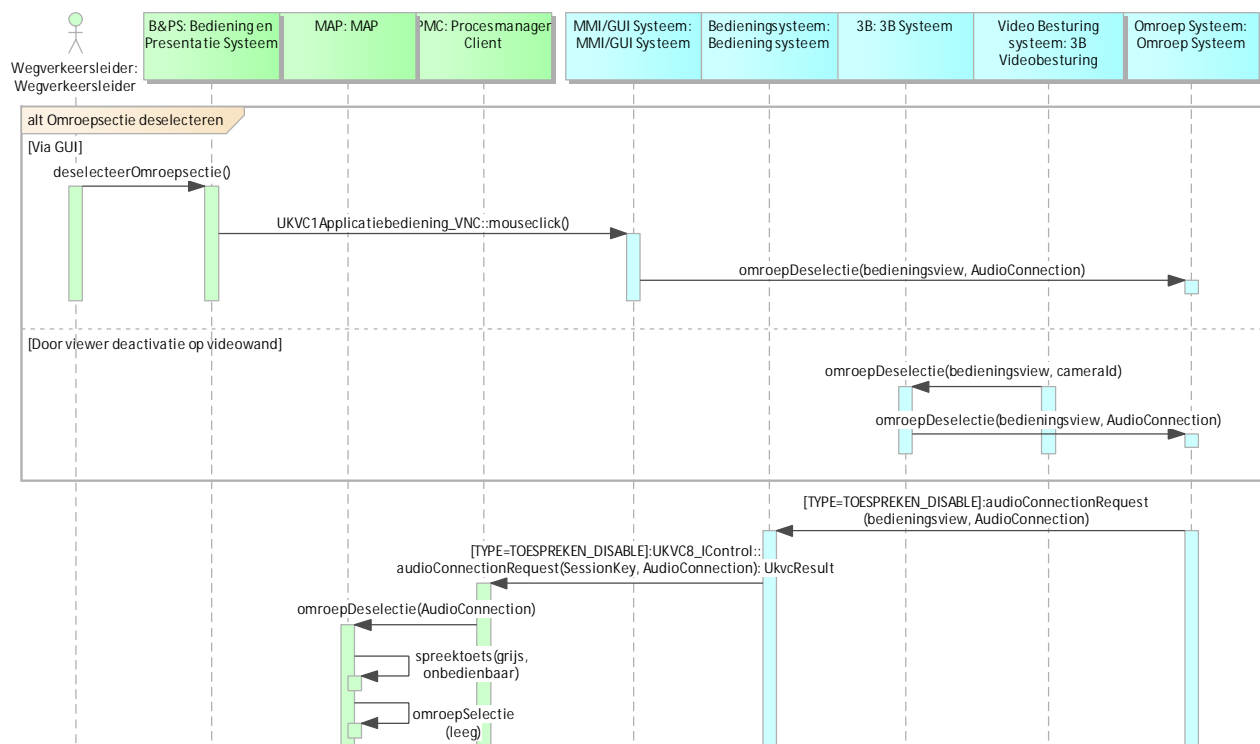 B&PS: Bediening en
Presentatie Systeem
MAP: MAP
PMC: Procesmanager
Client
MMI/GUI Systeem:
MMI/GUI Systeem
Bedieningsysteem:
Bediening systeem
3B: 3B Systeem
Video Besturing
systeem: 3B
Videobesturing
Omroep Systeem:
Omroep Systeem
Wegverkeersleider:
Wegverkeersleider
alt Omroepsectie deselecteren
[Via GUI]
deselecteerOmroepsectie()
UKVC1Applicatiebediening_VNC::mouseclick()
omroepDeselectie(bedieningsview, AudioConnection)
[Door viewer deactivatie op videowand]
omroepDeselectie(bedieningsview, cameraId)
omroepDeselectie(bedieningsview, AudioConnection)
[TYPE=TOESPREKEN_DISABLE]:audioConnectionRequest
(bedieningsview, AudioConnection)
[TYPE=TOESPREKEN_DISABLE]:UKVC8_IControl::
audioConnectionRequest(SessionKey, AudioConnection): UkvcResult
omroepDeselectie(AudioConnection)
spreektoets(grijs,
onbedienbaar)
omroepSelectie
(leeg)